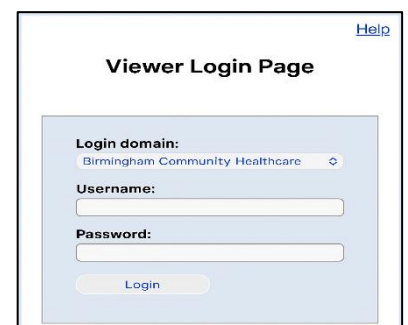 Help
Viewer Login Page
Login domain:
Birmingham Community Healthcare
Username:
Password:
Login